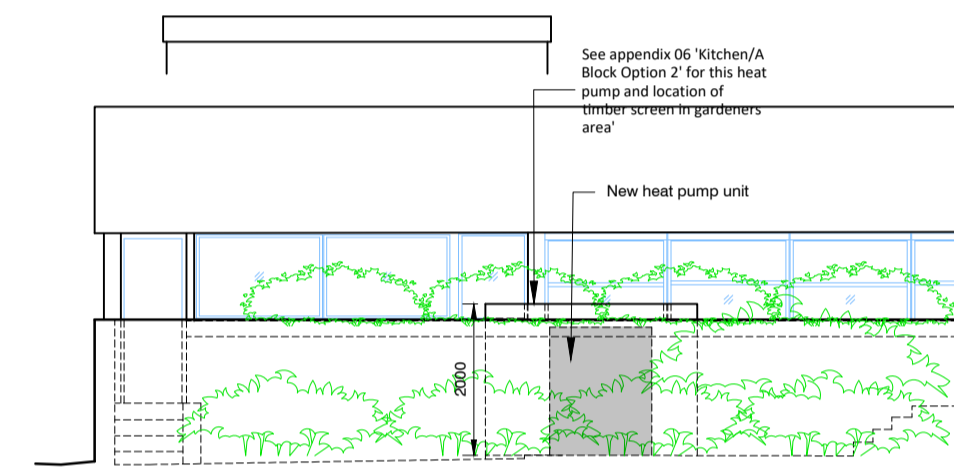 See appendix 06 'Kitchen/A
Block Option 2' for this heat
pump and location of
timber screen in gardeners
area'
New heat pump unit
2000